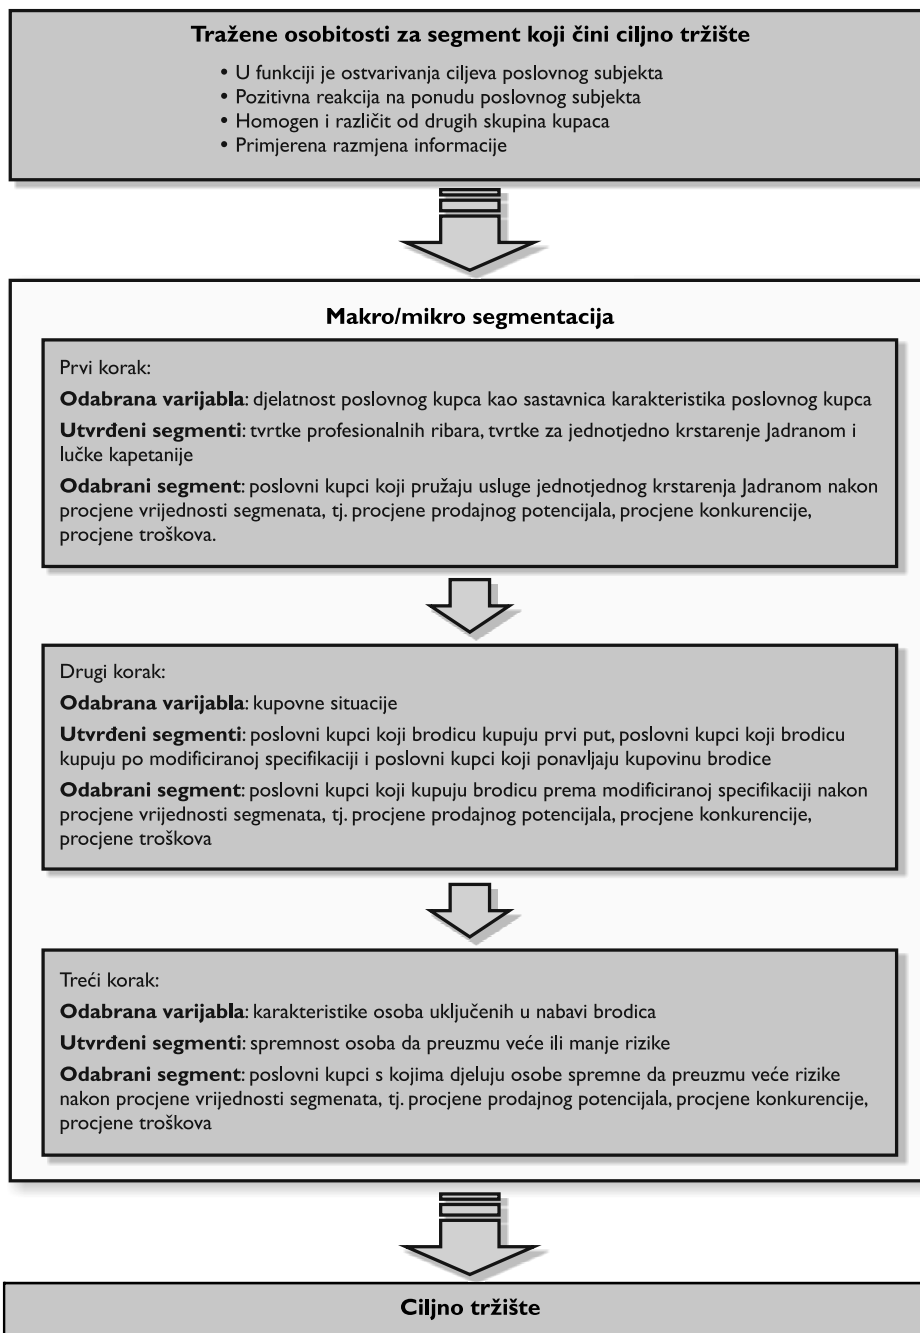 Tražene osobitosti za segment koji čini ciljno tržište
• U funkciji je ostvarivanja ciljeva poslovnog subjekta
• Pozitivna reakcija na ponudu poslovnog subjekta
• Homogen i različit od drugih skupina kupaca
• Primjerena razmjena informacije
Makro/mikro segmentacija
Prvi korak:
Odabrana varijabla: djelatnost poslovnog kupca kao sastavnica karakteristika poslovnog kupca
Utvrđeni segmenti: tvrtke profesionalnih ribara, tvrtke za jednotjedno krstarenje Jadranom i
lučke kapetanije
Odabrani segment: poslovni kupci koji pružaju usluge jednotjednog krstarenja Jadranom nakon
procjene vrijednosti segmenata, tj. procjene prodajnog potencijala, procjene konkurencije,
procjene troškova.
Drugi korak:
Odabrana varijabla: kupovne situacije
Utvrđeni segmenti: poslovni kupci koji brodicu kupuju prvi put, poslovni kupci koji brodicu
kupuju po modificiranoj specifikaciji i poslovni kupci koji ponavljaju kupovinu brodice
Odabrani segment: poslovni kupci koji kupuju brodicu prema modificiranoj specifikaciji nakon
procjene vrijednosti segmenata, tj. procjene prodajnog potencijala, procjene konkurencije,
procjene troškova
Treći korak:
Odabrana varijabla: karakteristike osoba uključenih u nabavi brodica
Utvrđeni segmenti: spremnost osoba da preuzmu veće ili manje rizike
Odabrani segment: poslovni kupci s kojima djeluju osobe spremne da preuzmu veće rizike
nakon procjene vrijednosti segmenata, tj. procjene prodajnog potencijala, procjene konkurencije,
procjene troškova
Ciljno tržište